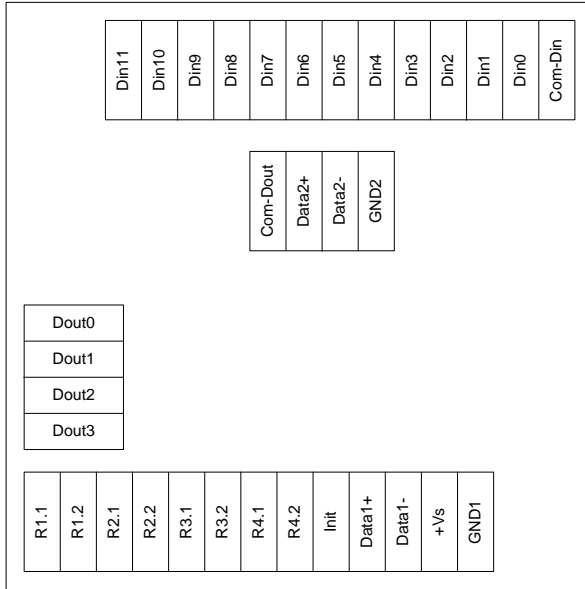 Din11 Din10 Din9 Din8 Din7 Din6 Din5 Din4 Din3 Din2 Din1 Din0 Com-Din
Com-Dout Data2+ Data2- GND2
Dout0
Dout1
Dout2
Dout3
R1.1 R1.2 R2.1 R2.2 R3.1 R3.2 R4.1 R4.2 Init Data1+ Data1- +Vs GND1